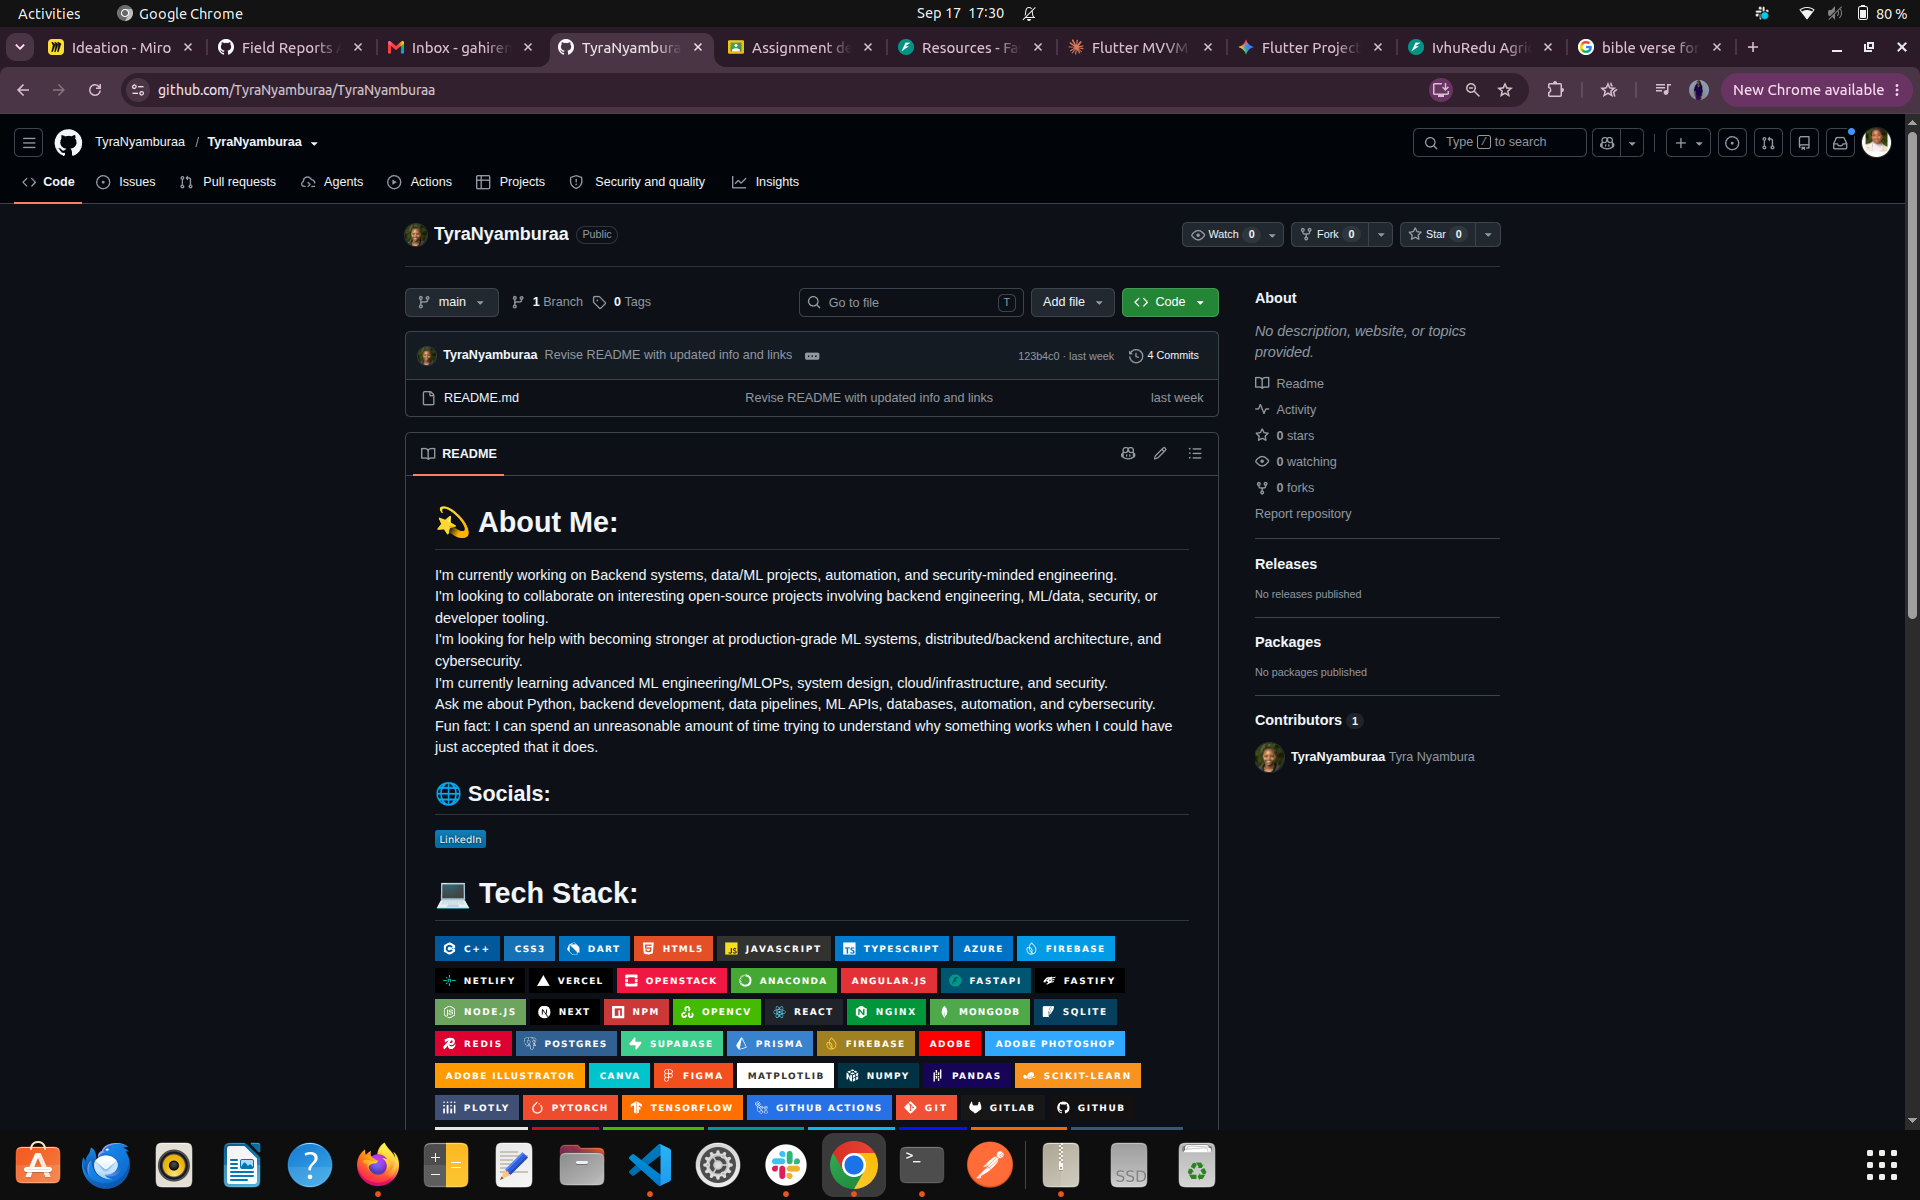 Activities
Google Chrome
Sep 17 17:30
80 %
Ideation - Miro
Field Reports
Inbox - gahire
TyraNyambura
Assignment de
Resources - Fa
Flutter MVVM
Flutter Project
IvhuRedu Agri
bible verse for
github.com/TyraNyamburaa/TyraNyamburaa
New Chrome available
TyraNyamburaa / TyraNyamburaa
Type / to search
Code
Issues
Pull requests
Agents
Actions
Projects
Security and quality
Insights
TyraNyamburaa Public
Watch 0
Fork 0
Star 0
main
1 Branch
0 Tags
Go to file T
Add file
Code
TyraNyamburaa Revise README with updated info and links
123b4c0 · last week
4 Commits
README.md
Revise README with updated info and links
last week
README
💫 About Me:
I'm currently working on Backend systems, data/ML projects, automation, and security-minded engineering.
I'm looking to collaborate on interesting open-source projects involving backend engineering, ML/data, security, or
developer tooling.
I'm looking for help with becoming stronger at production-grade ML systems, distributed/backend architecture, and
cybersecurity.
I'm currently learning advanced ML engineering/MLOPs, system design, cloud/infrastructure, and security.
Ask me about Python, backend development, data pipelines, ML APIs, databases, automation, and cybersecurity.
Fun fact: I can spend an unreasonable amount of time trying to understand why something works when I could have
just accepted that it does.
🌐 Socials:
LinkedIn
💻 Tech Stack:
C++ CSS3 DART HTML5 JAVASCRIPT TYPESCRIPT AZURE FIREBASE
NETLIFY VERCEL OPENSTACK ANACONDA ANGULAR.JS FASTAPI FASTIFY
NODE.JS NEXT NPM OPENCV REACT NGINX MONGODB SQLITE
REDIS POSTGRES SUPABASE PRISMA FIREBASE ADOBE ADOBE PHOTOSHOP
ADOBE ILLUSTRATOR CANVA FIGMA MATPLOTLIB NUMPY PANDAS SCIKIT-LEARN
PLOTLY PYTORCH TENSORFLOW GITHUB ACTIONS GIT GITLAB GITHUB
About
No description, website, or topics
provided.
Readme
Activity
0 stars
0 watching
0 forks
Report repository
Releases
No releases published
Packages
No packages published
Contributors 1
TyraNyamburaa Tyra Nyambura
SSD